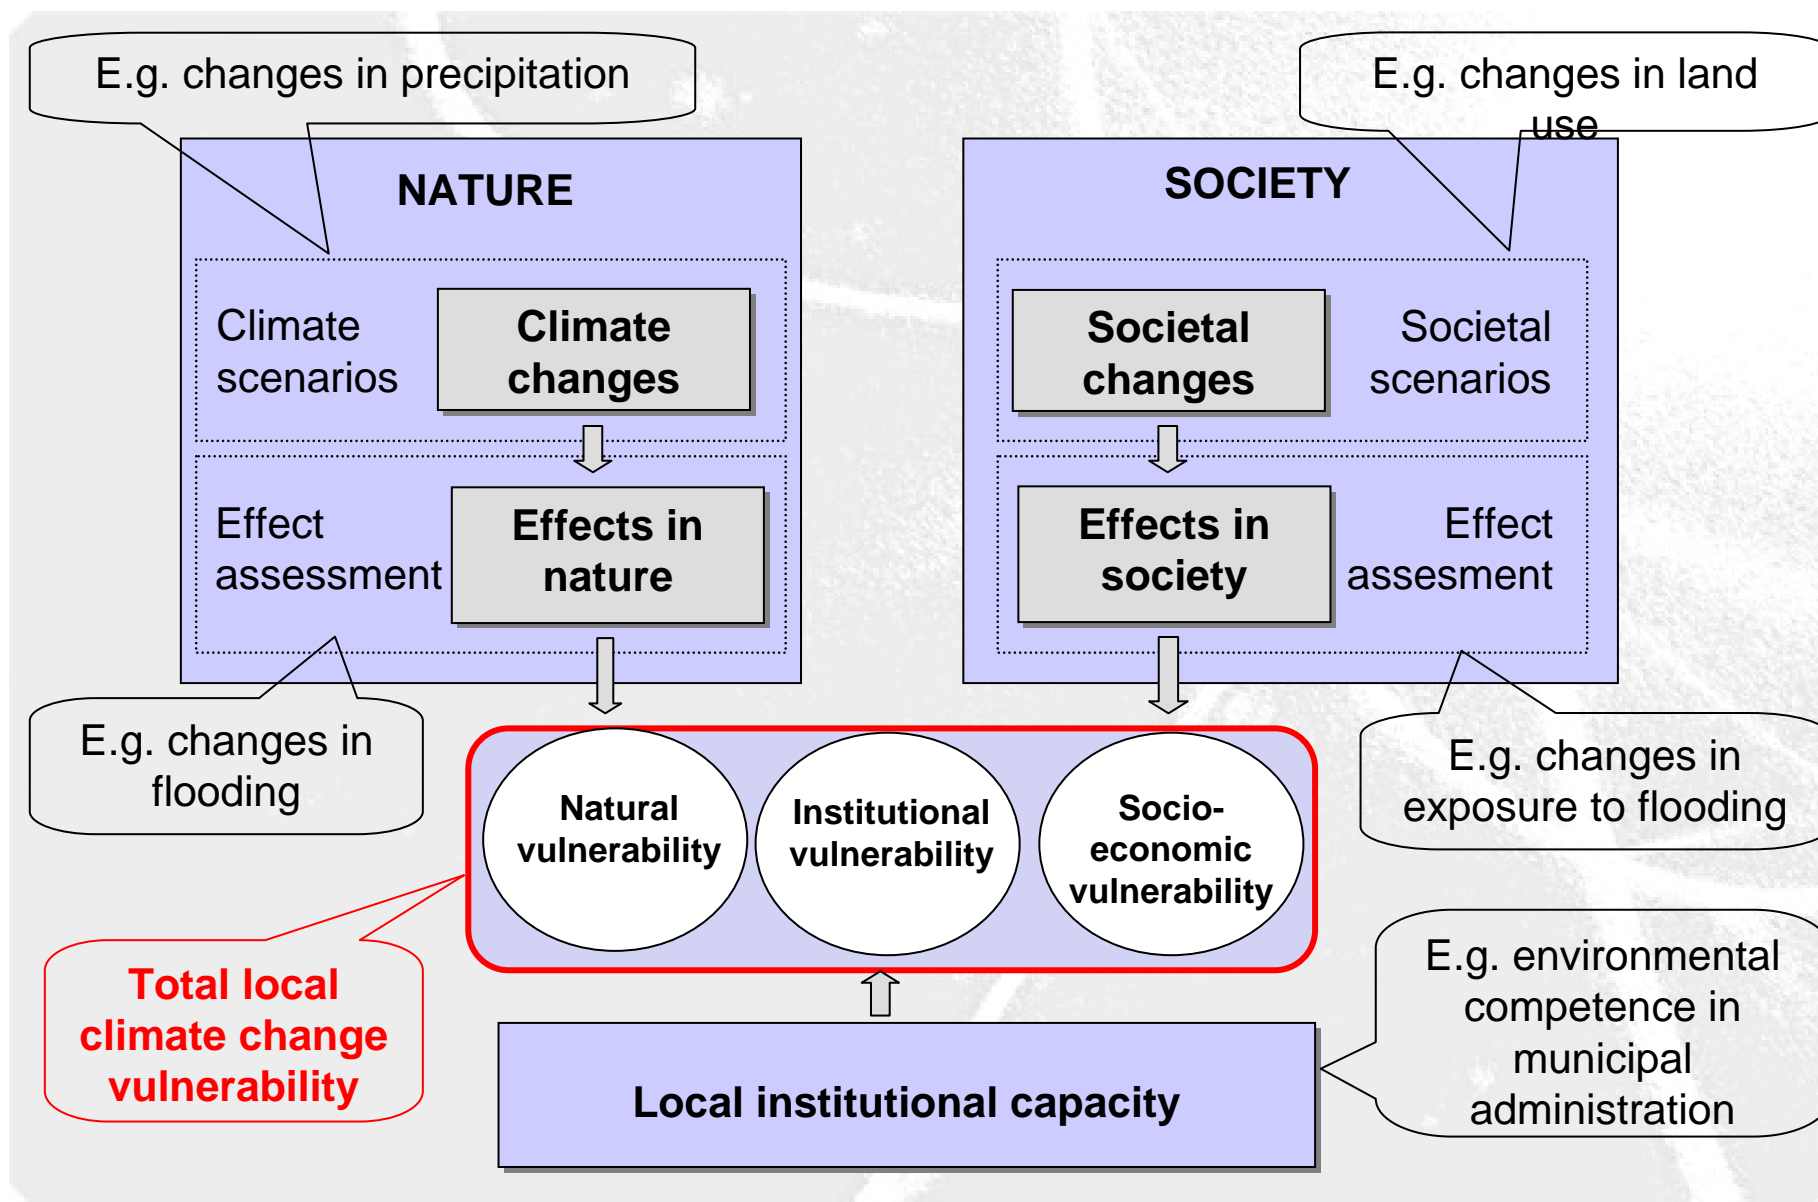 E.g. changes in precipitation
E.g. changes in land
use
NATURE
SOCIETY
Climate
scenarios
Climate
changes
Societal
changes
Societal
scenarios
Effect
assessment
Effects in
nature
Effects in
society
Effect
assesment
E.g. changes in
flooding
Natural
vulnerability
Institutional
vulnerability
Socio-
economic
vulnerability
E.g. changes in
exposure to flooding
Total local
climate change
vulnerability
Local institutional capacity
E.g. environmental
competence in
municipal
administration